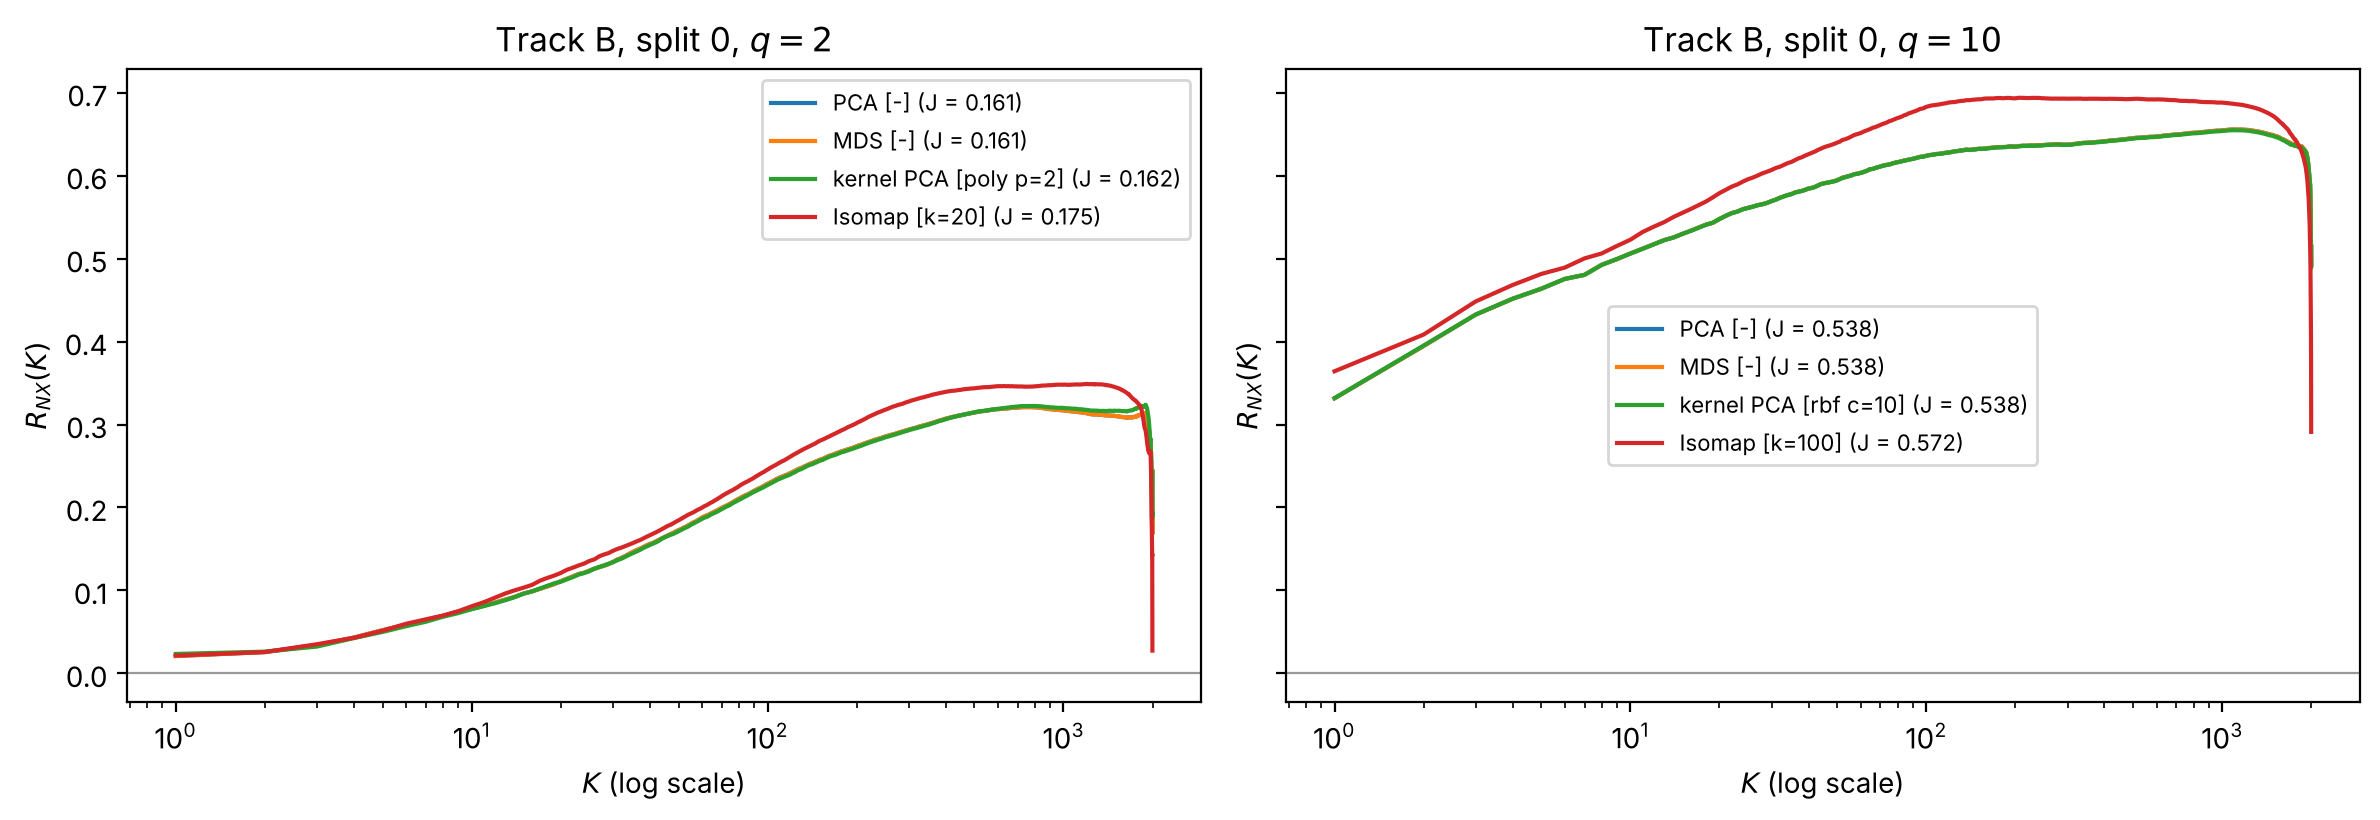 Track B, split 0, q = 2
0.7
0.6
0.5
0.4
0.3
0.2
0.1
0.0
R_{NX}(K)
PCA [-] (J = 0.161)
MDS [-] (J = 0.161)
kernel PCA [poly p=2] (J = 0.162)
Isomap [k=20] (J = 0.175)
10^0 10^1 10^2 10^3
K (log scale)
Track B, split 0, q = 10
R_{NX}(K)
PCA [-] (J = 0.538)
MDS [-] (J = 0.538)
kernel PCA [rbf c=10] (J = 0.538)
Isomap [k=100] (J = 0.572)
10^0 10^1 10^2 10^3
K (log scale)